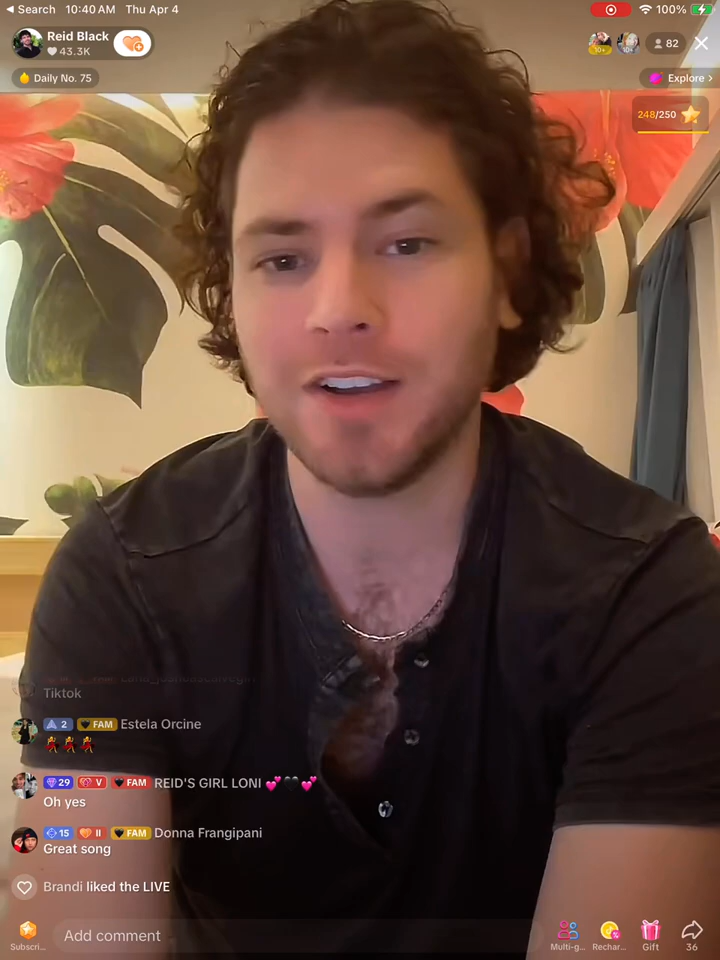 Search 10:40 AM Thu Apr 4 100%
Reid Black
43.3K
10+ 10+ 82
Daily No. 75
Explore
248/250
Tiktok
2 FAM Estela Orcine
29 V FAM REID'S GIRL LONI
Oh yes
15 II FAM Donna Frangipani
Great song
Brandi liked the LIVE
Add comment
Subscri... Multi-g... Rechar... Gift 36